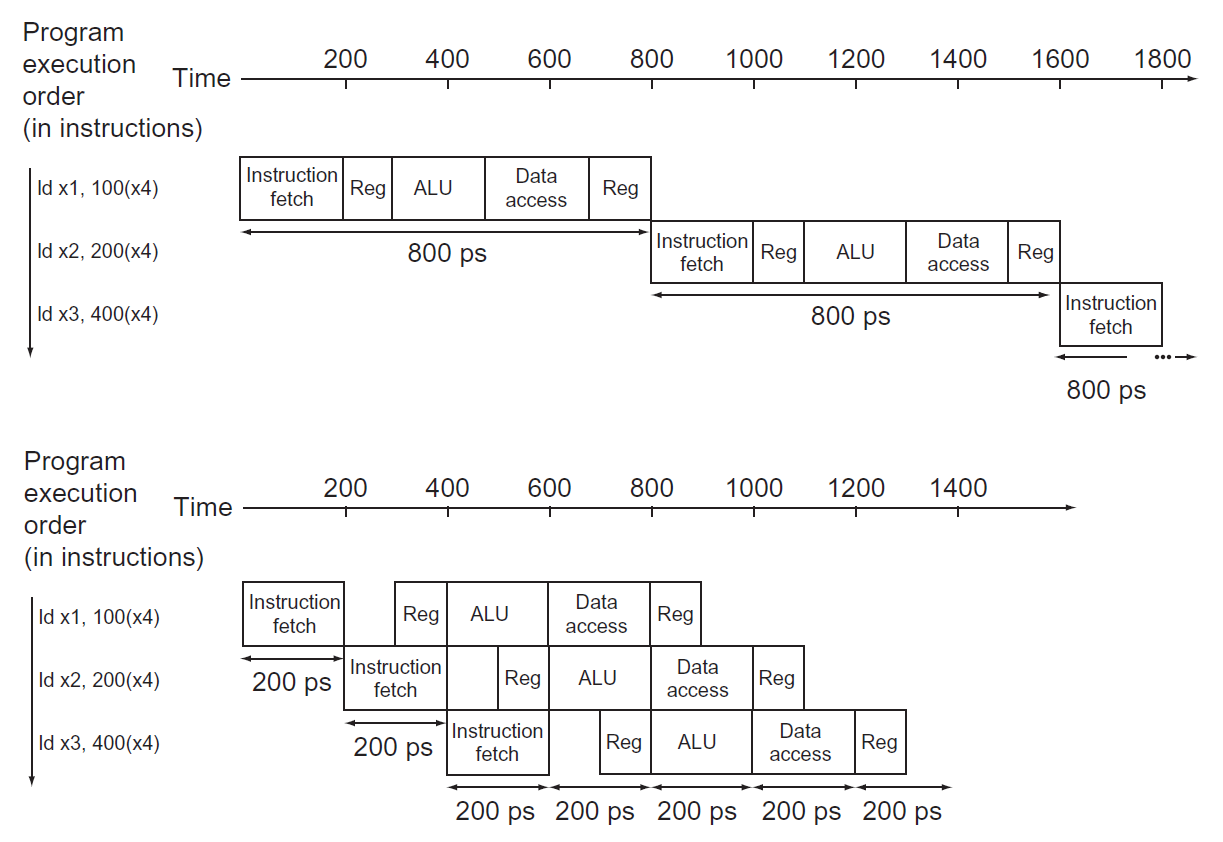 Program
execution
order
(in instructions)
Time
200 400 600 800 1000 1200 1400 1600 1800
ld x1, 100(x4)
Instruction
fetch
Reg
ALU
Data
access
Reg
800 ps
ld x2, 200(x4)
Instruction
fetch
Reg
ALU
Data
access
Reg
800 ps
ld x3, 400(x4)
Instruction
fetch
...
800 ps
Program
execution
order
(in instructions)
Time
200 400 600 800 1000 1200 1400
ld x1, 100(x4)
Instruction
fetch
Reg
ALU
Data
access
Reg
200 ps
ld x2, 200(x4)
Instruction
fetch
Reg
ALU
Data
access
Reg
200 ps
ld x3, 400(x4)
Instruction
fetch
Reg
ALU
Data
access
Reg
200 ps 200 ps 200 ps 200 ps 200 ps